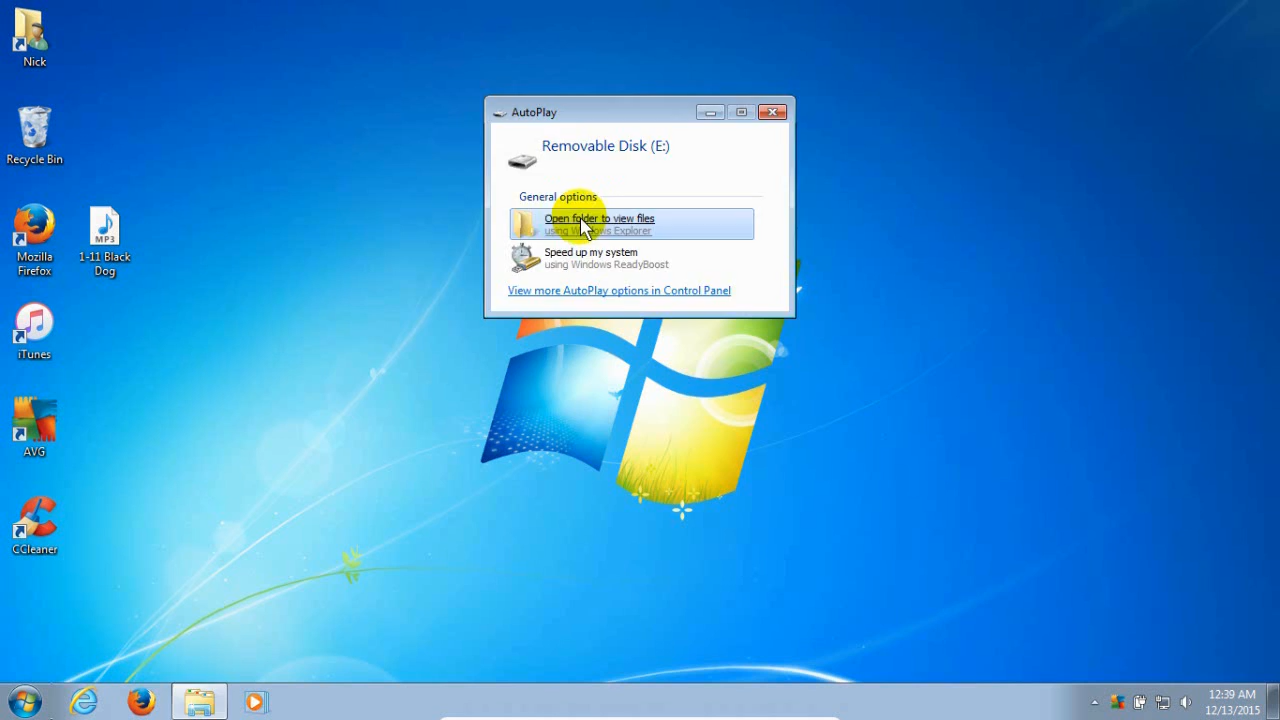 Nick
Recycle Bin
Mozilla
Firefox
MP3
1-11 Black
Dog
iTunes
AVG
CCleaner
AutoPlay
Removable Disk (E:)
General options
Open folder to view files
using Windows Explorer
Speed up my system
using Windows ReadyBoost
View more AutoPlay options in Control Panel
12:39 AM
12/13/2015